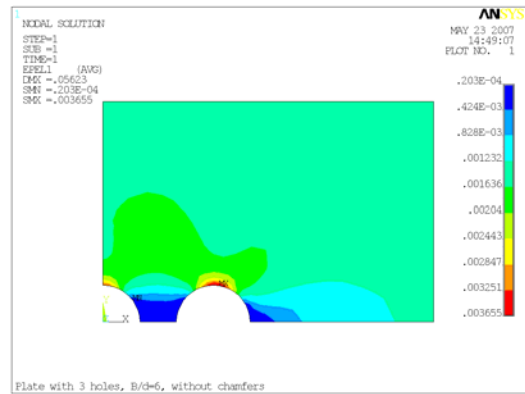 1
ANSYS
NODAL SOLUTION
STEP=1
SUB =1
TIME=1
EPEL1 (AVG)
DMX =.05623
SMN =.203E-04
SMX =.003655
MAY 23 2007
14:49:07
PLOT NO. 1
.203E-04
.424E-03
.828E-03
.001232
.001636
.00204
.002443
.002847
.003251
.003655
MX
Y
X
Plate with 3 holes, B/d=6, without chamfers